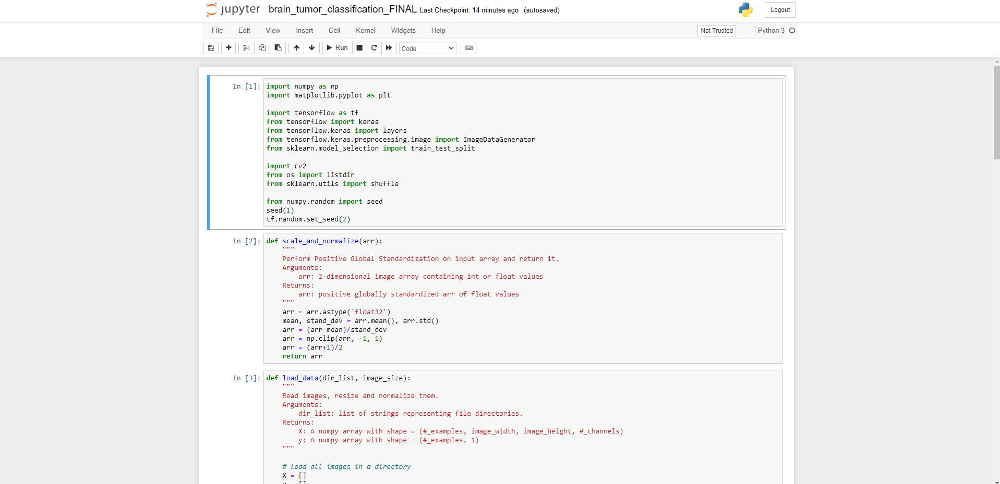 jupyter brain_tumor_classification_FINAL Last Checkpoint: 14 minutes ago (autosaved)
Logout
File Edit View Insert Cell Kernel Widgets Help
Not Trusted
Python 3
Run
Code
In [1]:
import numpy as np
import matplotlib.pyplot as plt

import tensorflow as tf
from tensorflow import keras
from tensorflow.keras import layers
from tensorflow.keras.preprocessing.image import ImageDataGenerator
from sklearn.model_selection import train_test_split

import cv2
from os import listdir
from sklearn.utils import shuffle

from numpy.random import seed
seed(1)
tf.random.set_seed(2)
In [2]:
def scale_and_normalize(arr):
    """
    Perform Positive Global Standardization on input array and return it.
    Arguments:
        arr: 2-dimensional image array containing int or float values
    Returns:
        arr: positive globally standardized arr of float values
    """
    arr = arr.astype('float32')
    mean, stand_dev = arr.mean(), arr.std()
    arr = (arr-mean)/stand_dev
    arr = np.clip(arr, -1, 1)
    arr = (arr+1)/2
    return arr
In [3]:
def load_data(dir_list, image_size):
    """
    Read images, resize and normalize them.
    Arguments:
        dir_list: list of strings representing file directories.
    Returns:
        X: A numpy array with shape = (#_examples, image_width, image_height, #_channels)
        y: A numpy array with shape = (#_examples, 1)
    """

    # load all images in a directory
    X = []